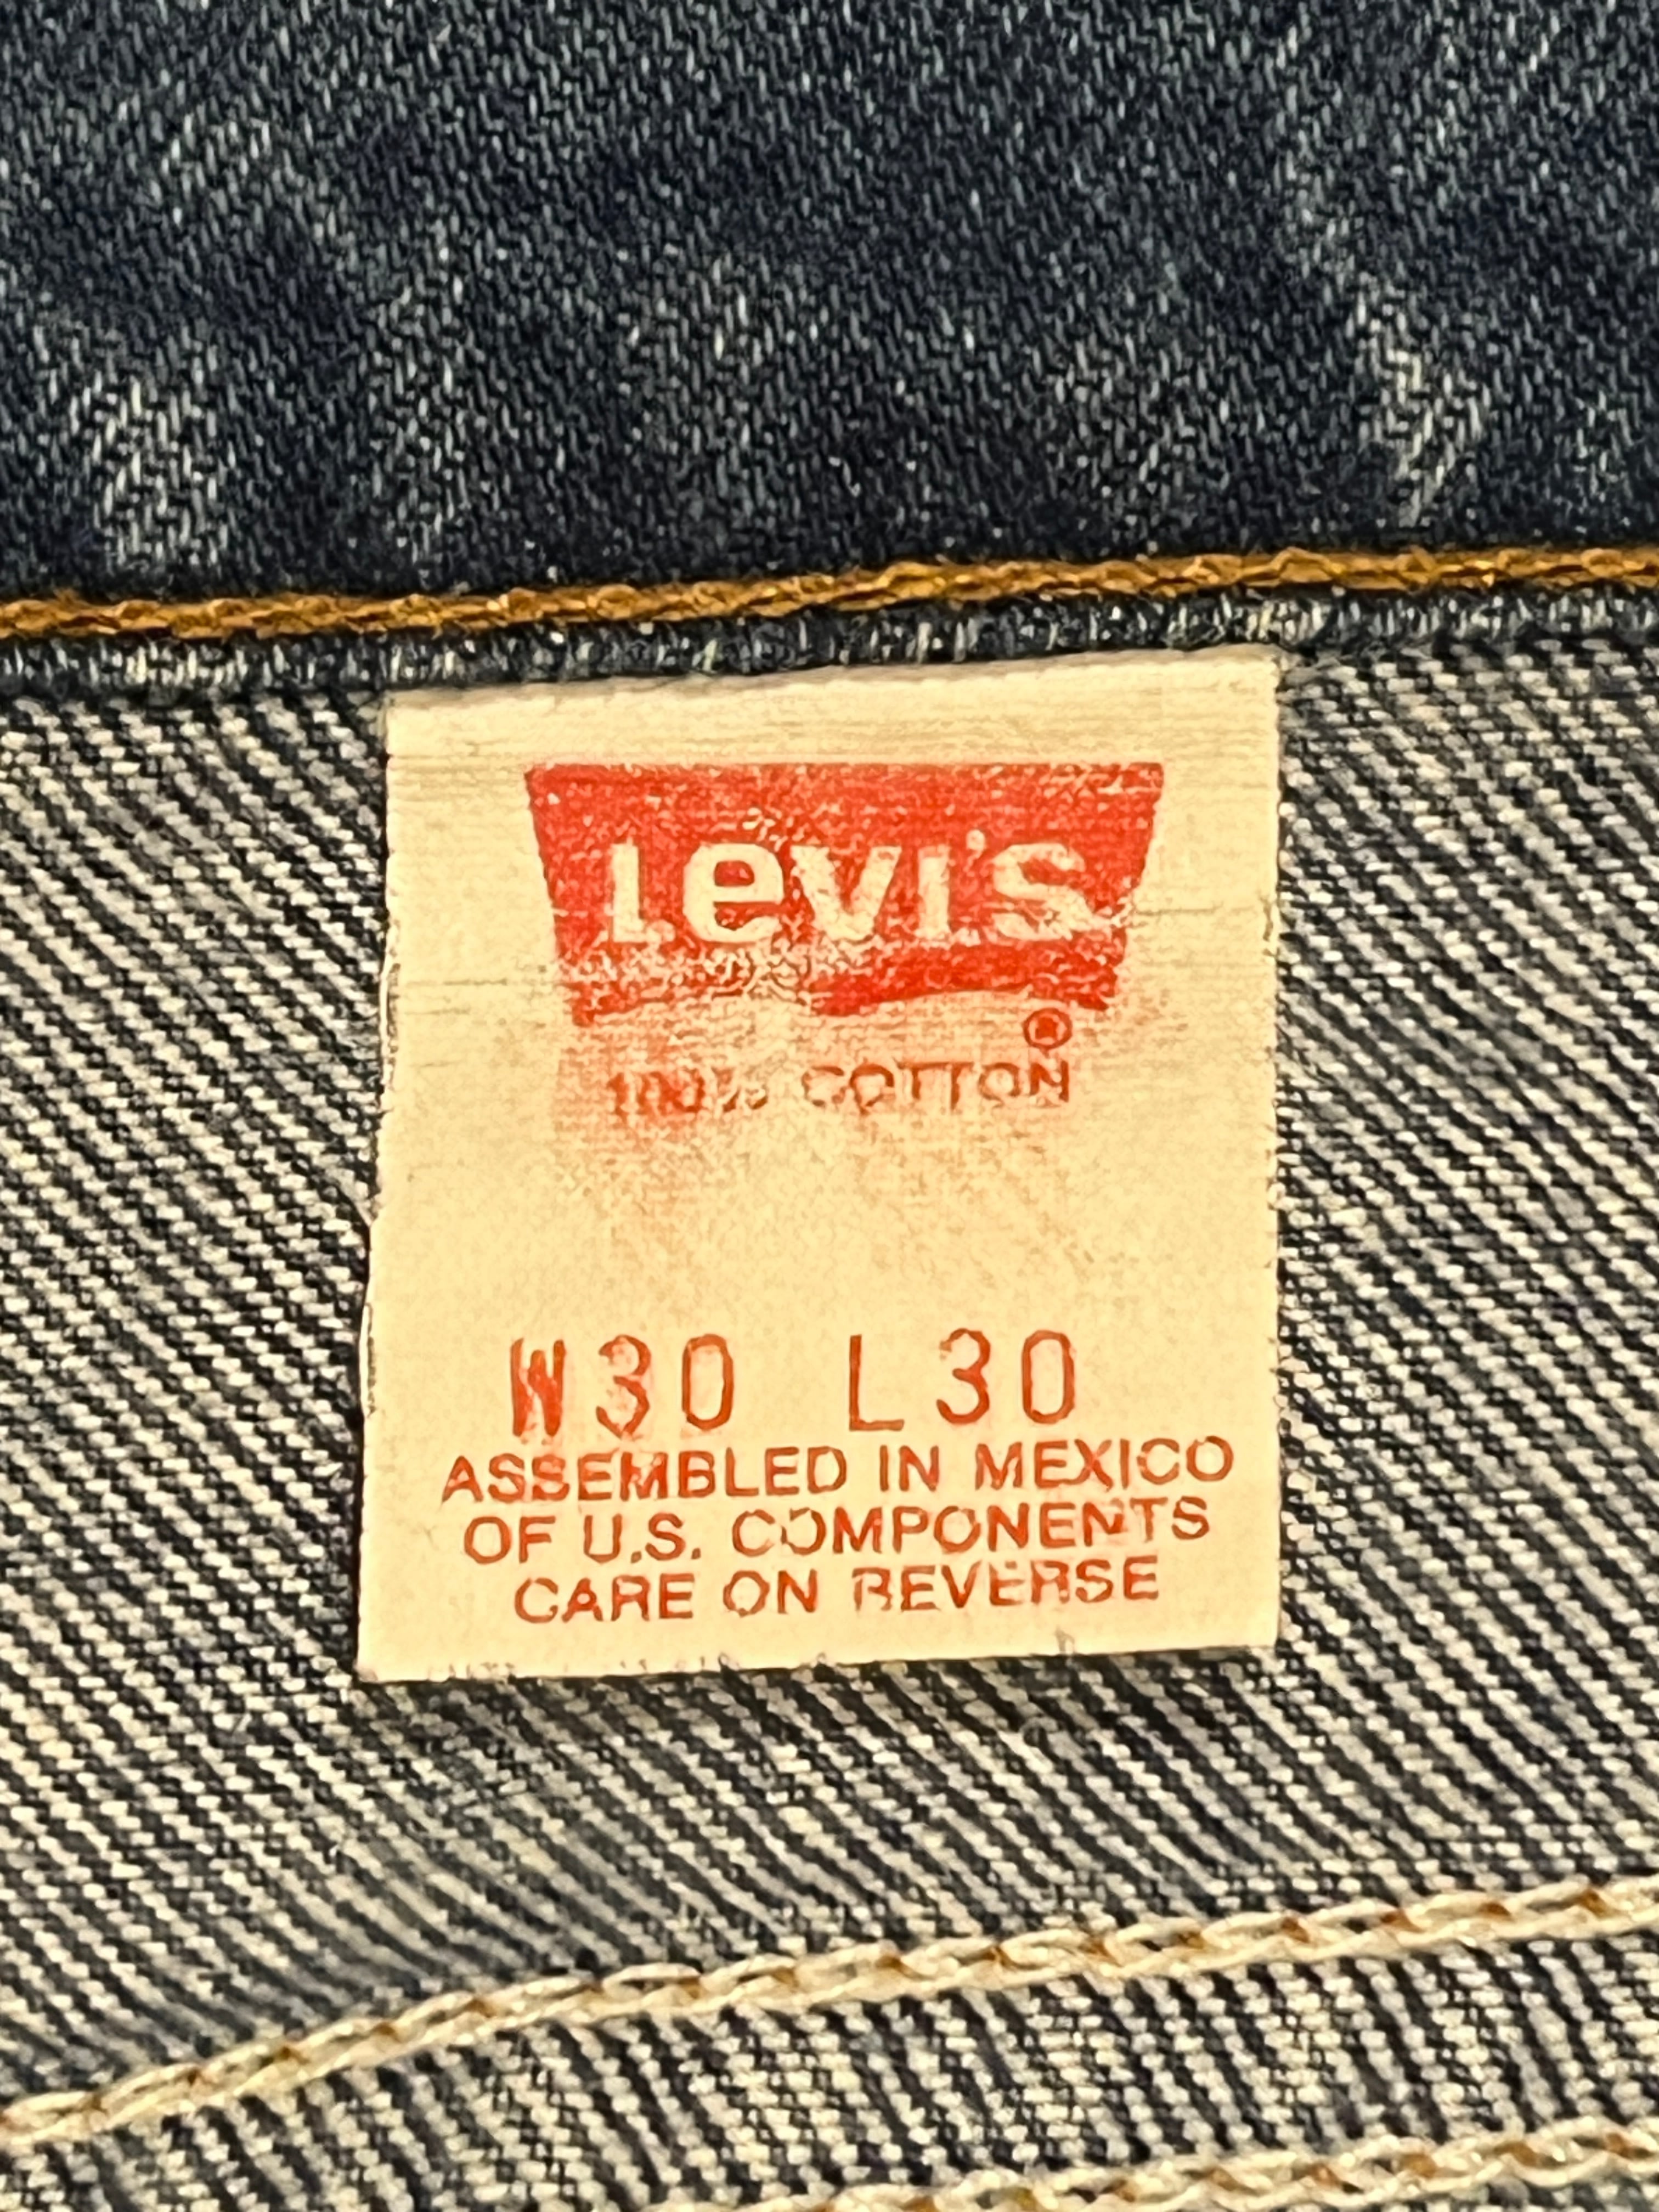 Levi's
®
100% COTTON
W30 L30
ASSEMBLED IN MEXICO
OF U.S. COMPONENTS
CARE ON REVERSE